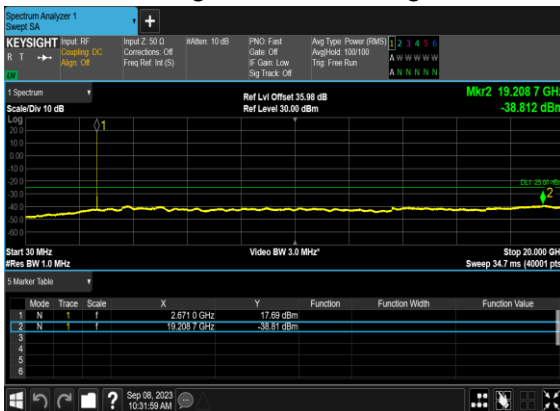 Spectrum Analyzer 1
Swept SA
+
KEYSIGHT
R T
LV
Input: RF
Coupling: DC
Align: Off
Input Z: 50 Ω
Corrections: Off
Freq Ref: Int (S)
#Atten: 10 dB
PNO: Fast
Gate: Off
IF Gain: Low
Sig Track: Off
Avg Type: Power (RMS)
Avg|Hold: 100/100
Trig: Free Run
1 2 3 4 5 6
A W W W W W
A N N N N N
1 Spectrum
Scale/Div 10 dB
Ref Lvl Offset 35.98 dB
Ref Level 30.00 dBm
Mkr2 19.208 7 GHz
-38.812 dBm
Log
20.0
10.0
0.00
-10.0
-20.0
-30.0
-40.0
-50.0
-60.0
1
2
Start 30 MHz
#Res BW 1.0 MHz
Video BW 3.0 MHz*
Stop 20.000 GHz
Sweep 34.7 ms (40001 pts)
5 Marker Table
Mode Trace Scale X Y Function Function Width Function Value
1 N 1 f 2.671 0 GHz 17.69 dBm
2 N 1 f 19.208 7 GHz -38.81 dBm
3
4
5
6
?
Sep 08, 2023
10:31:59 AM